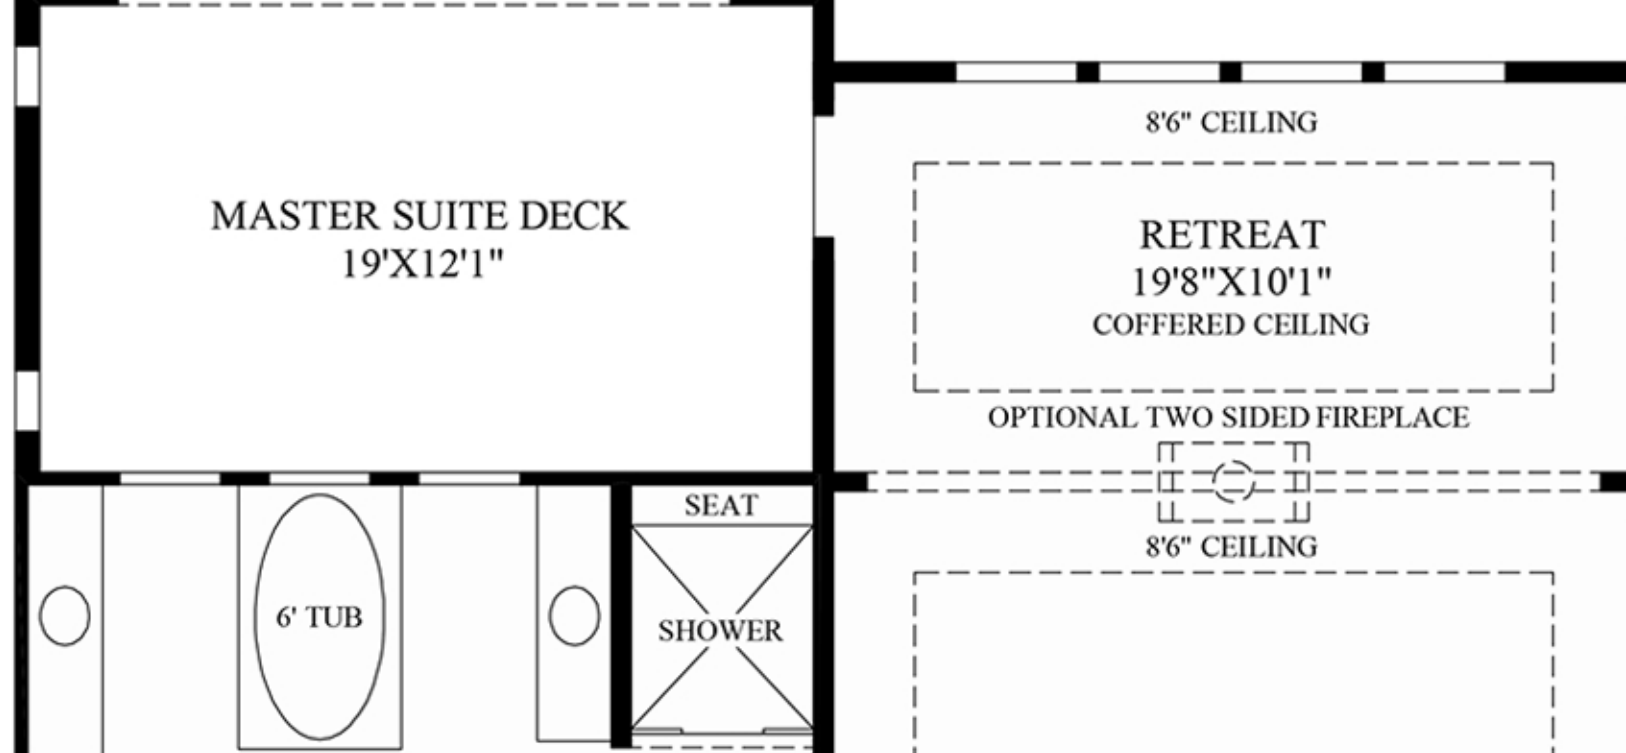 MASTER SUITE DECK
19'X12'1"
8'6" CEILING
RETREAT
19'8"X10'1"
COFFERED CEILING
OPTIONAL TWO SIDED FIREPLACE
8'6" CEILING
SEAT
6' TUB
SHOWER